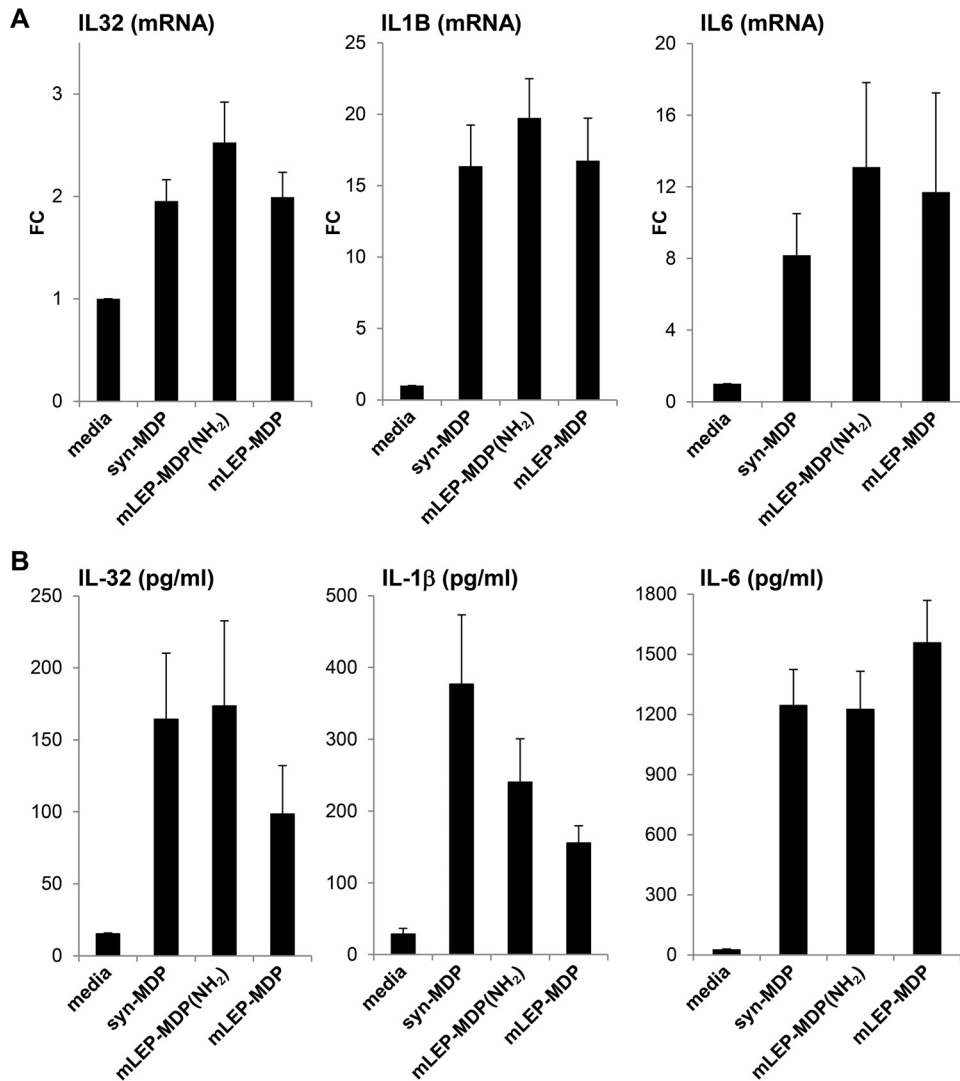 A
IL32 (mRNA)
FC
3
2
1
0
media
syn-MDP
mLEP-MDP(NH₂)
mLEP-MDP
IL1B (mRNA)
FC
25
20
15
10
5
0
media
syn-MDP
mLEP-MDP(NH₂)
mLEP-MDP
IL6 (mRNA)
FC
20
16
12
8
4
0
media
syn-MDP
mLEP-MDP(NH₂)
mLEP-MDP
B
IL-32 (pg/ml)
250
200
150
100
50
0
media
syn-MDP
mLEP-MDP(NH₂)
mLEP-MDP
IL-1β (pg/ml)
500
400
300
200
100
0
media
syn-MDP
mLEP-MDP(NH₂)
mLEP-MDP
IL-6 (pg/ml)
1800
1500
1200
900
600
300
0
media
syn-MDP
mLEP-MDP(NH₂)
mLEP-MDP